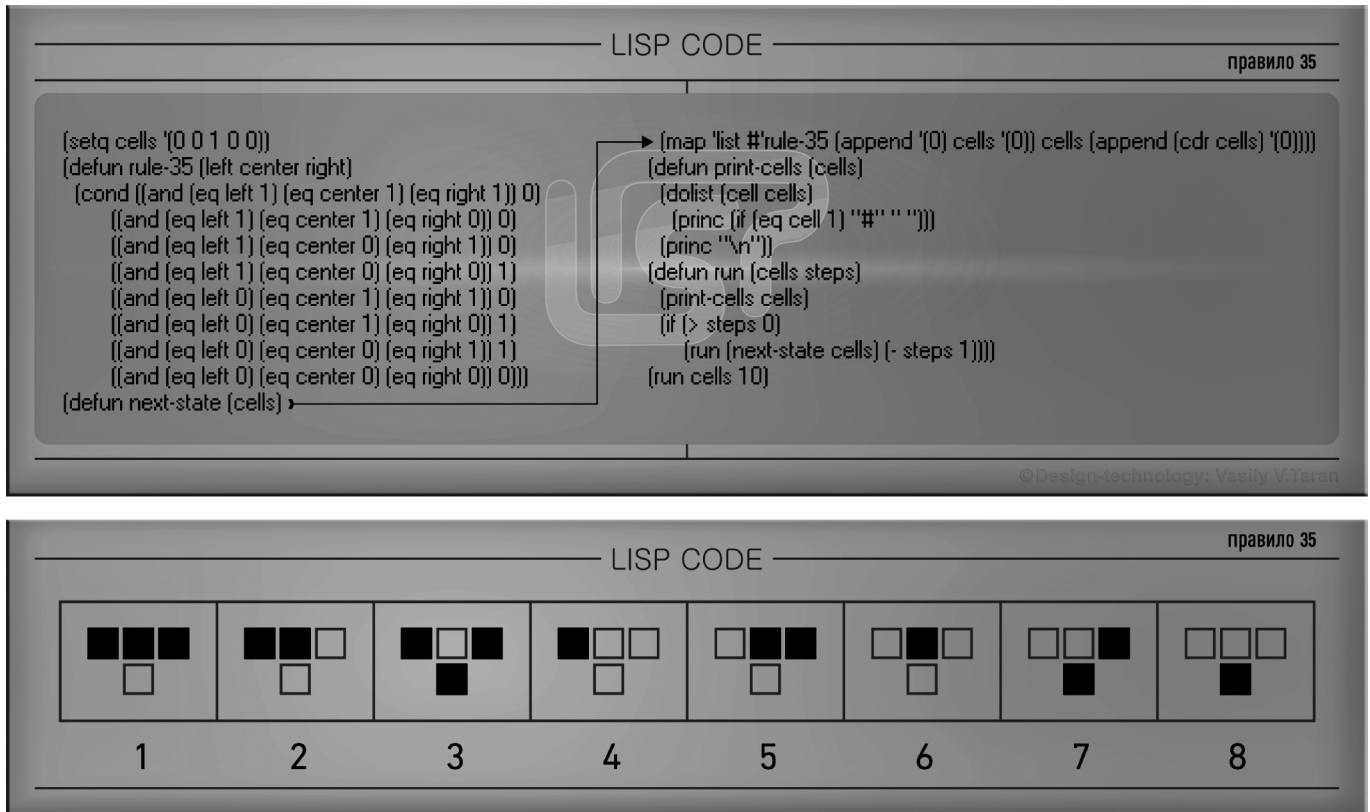 LISP CODE
правило 35
(setq cells '(0 0 1 0 0))
(defun rule-35 (left center right)
(cond ((and (eq left 1) (eq center 1) (eq right 1)) 0)
((and (eq left 1) (eq center 1) (eq right 0)) 0)
((and (eq left 1) (eq center 0) (eq right 1)) 0)
((and (eq left 1) (eq center 0) (eq right 0)) 1)
((and (eq left 0) (eq center 1) (eq right 1)) 0)
((and (eq left 0) (eq center 1) (eq right 0)) 1)
((and (eq left 0) (eq center 0) (eq right 1)) 1)
((and (eq left 0) (eq center 0) (eq right 0)) 0)))
(defun next-state (cells)
(map 'list #'rule-35 (append '(0) cells '(0)) cells (append (cdr cells) '(0))))
(defun print-cells (cells)
(dolist (cell cells)
(princ (if (eq cell 1) "#" " ")))
(princ "\n"))
(defun run (cells steps)
(print-cells cells)
(if (> steps 0)
(run (next-state cells) (- steps 1))))
(run cells 10)
LISP
©Design-technology: Vasily V.Taran
LISP CODE
правило 35
1 2 3 4 5 6 7 8